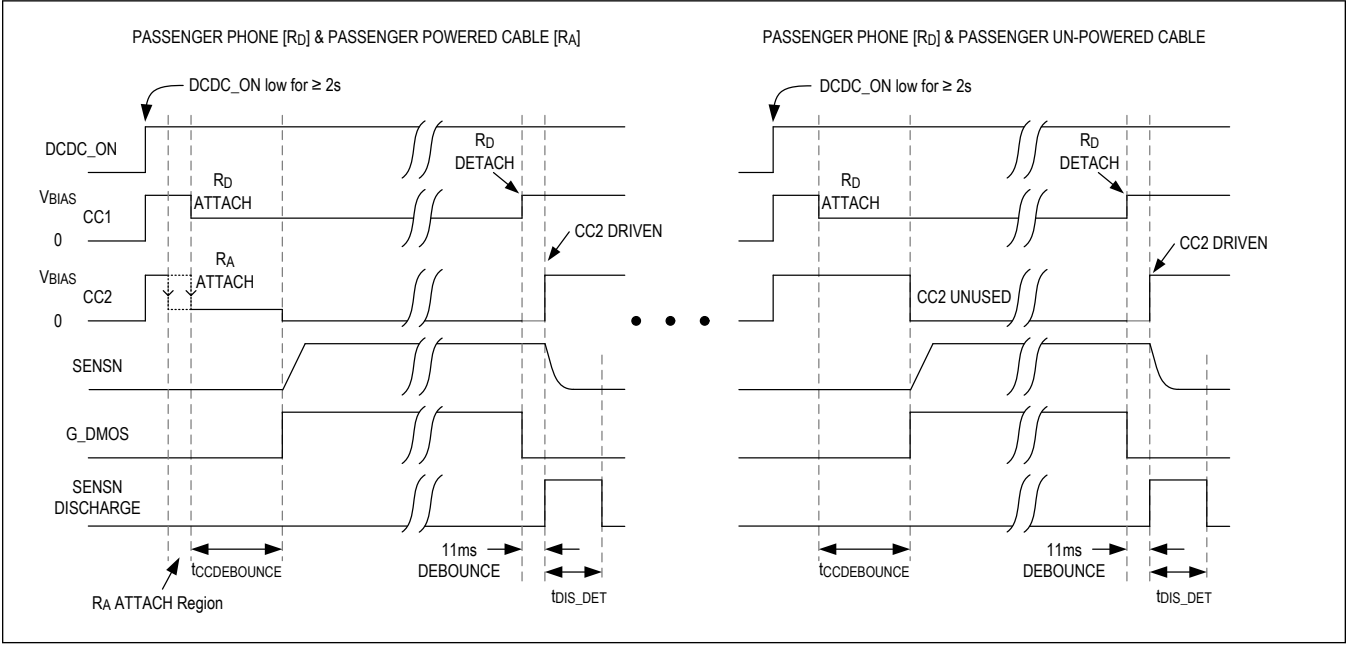 PASSENGER PHONE [RD] & PASSENGER POWERED CABLE [RA]
DCDC_ON low for ≥ 2s
DCDC_ON
RD
DETACH
VBIAS
CC1
0
RD
ATTACH
CC2 DRIVEN
VBIAS
CC2
0
RA
ATTACH
SENSN
G_DMOS
SENSN
DISCHARGE
tCCDEBOUNCE
11ms
DEBOUNCE
tDIS_DET
RA ATTACH Region
PASSENGER PHONE [RD] & PASSENGER UN-POWERED CABLE
DCDC_ON low for ≥ 2s
RD
DETACH
RD
ATTACH
CC2 DRIVEN
CC2 UNUSED
tCCDEBOUNCE
11ms
DEBOUNCE
tDIS_DET